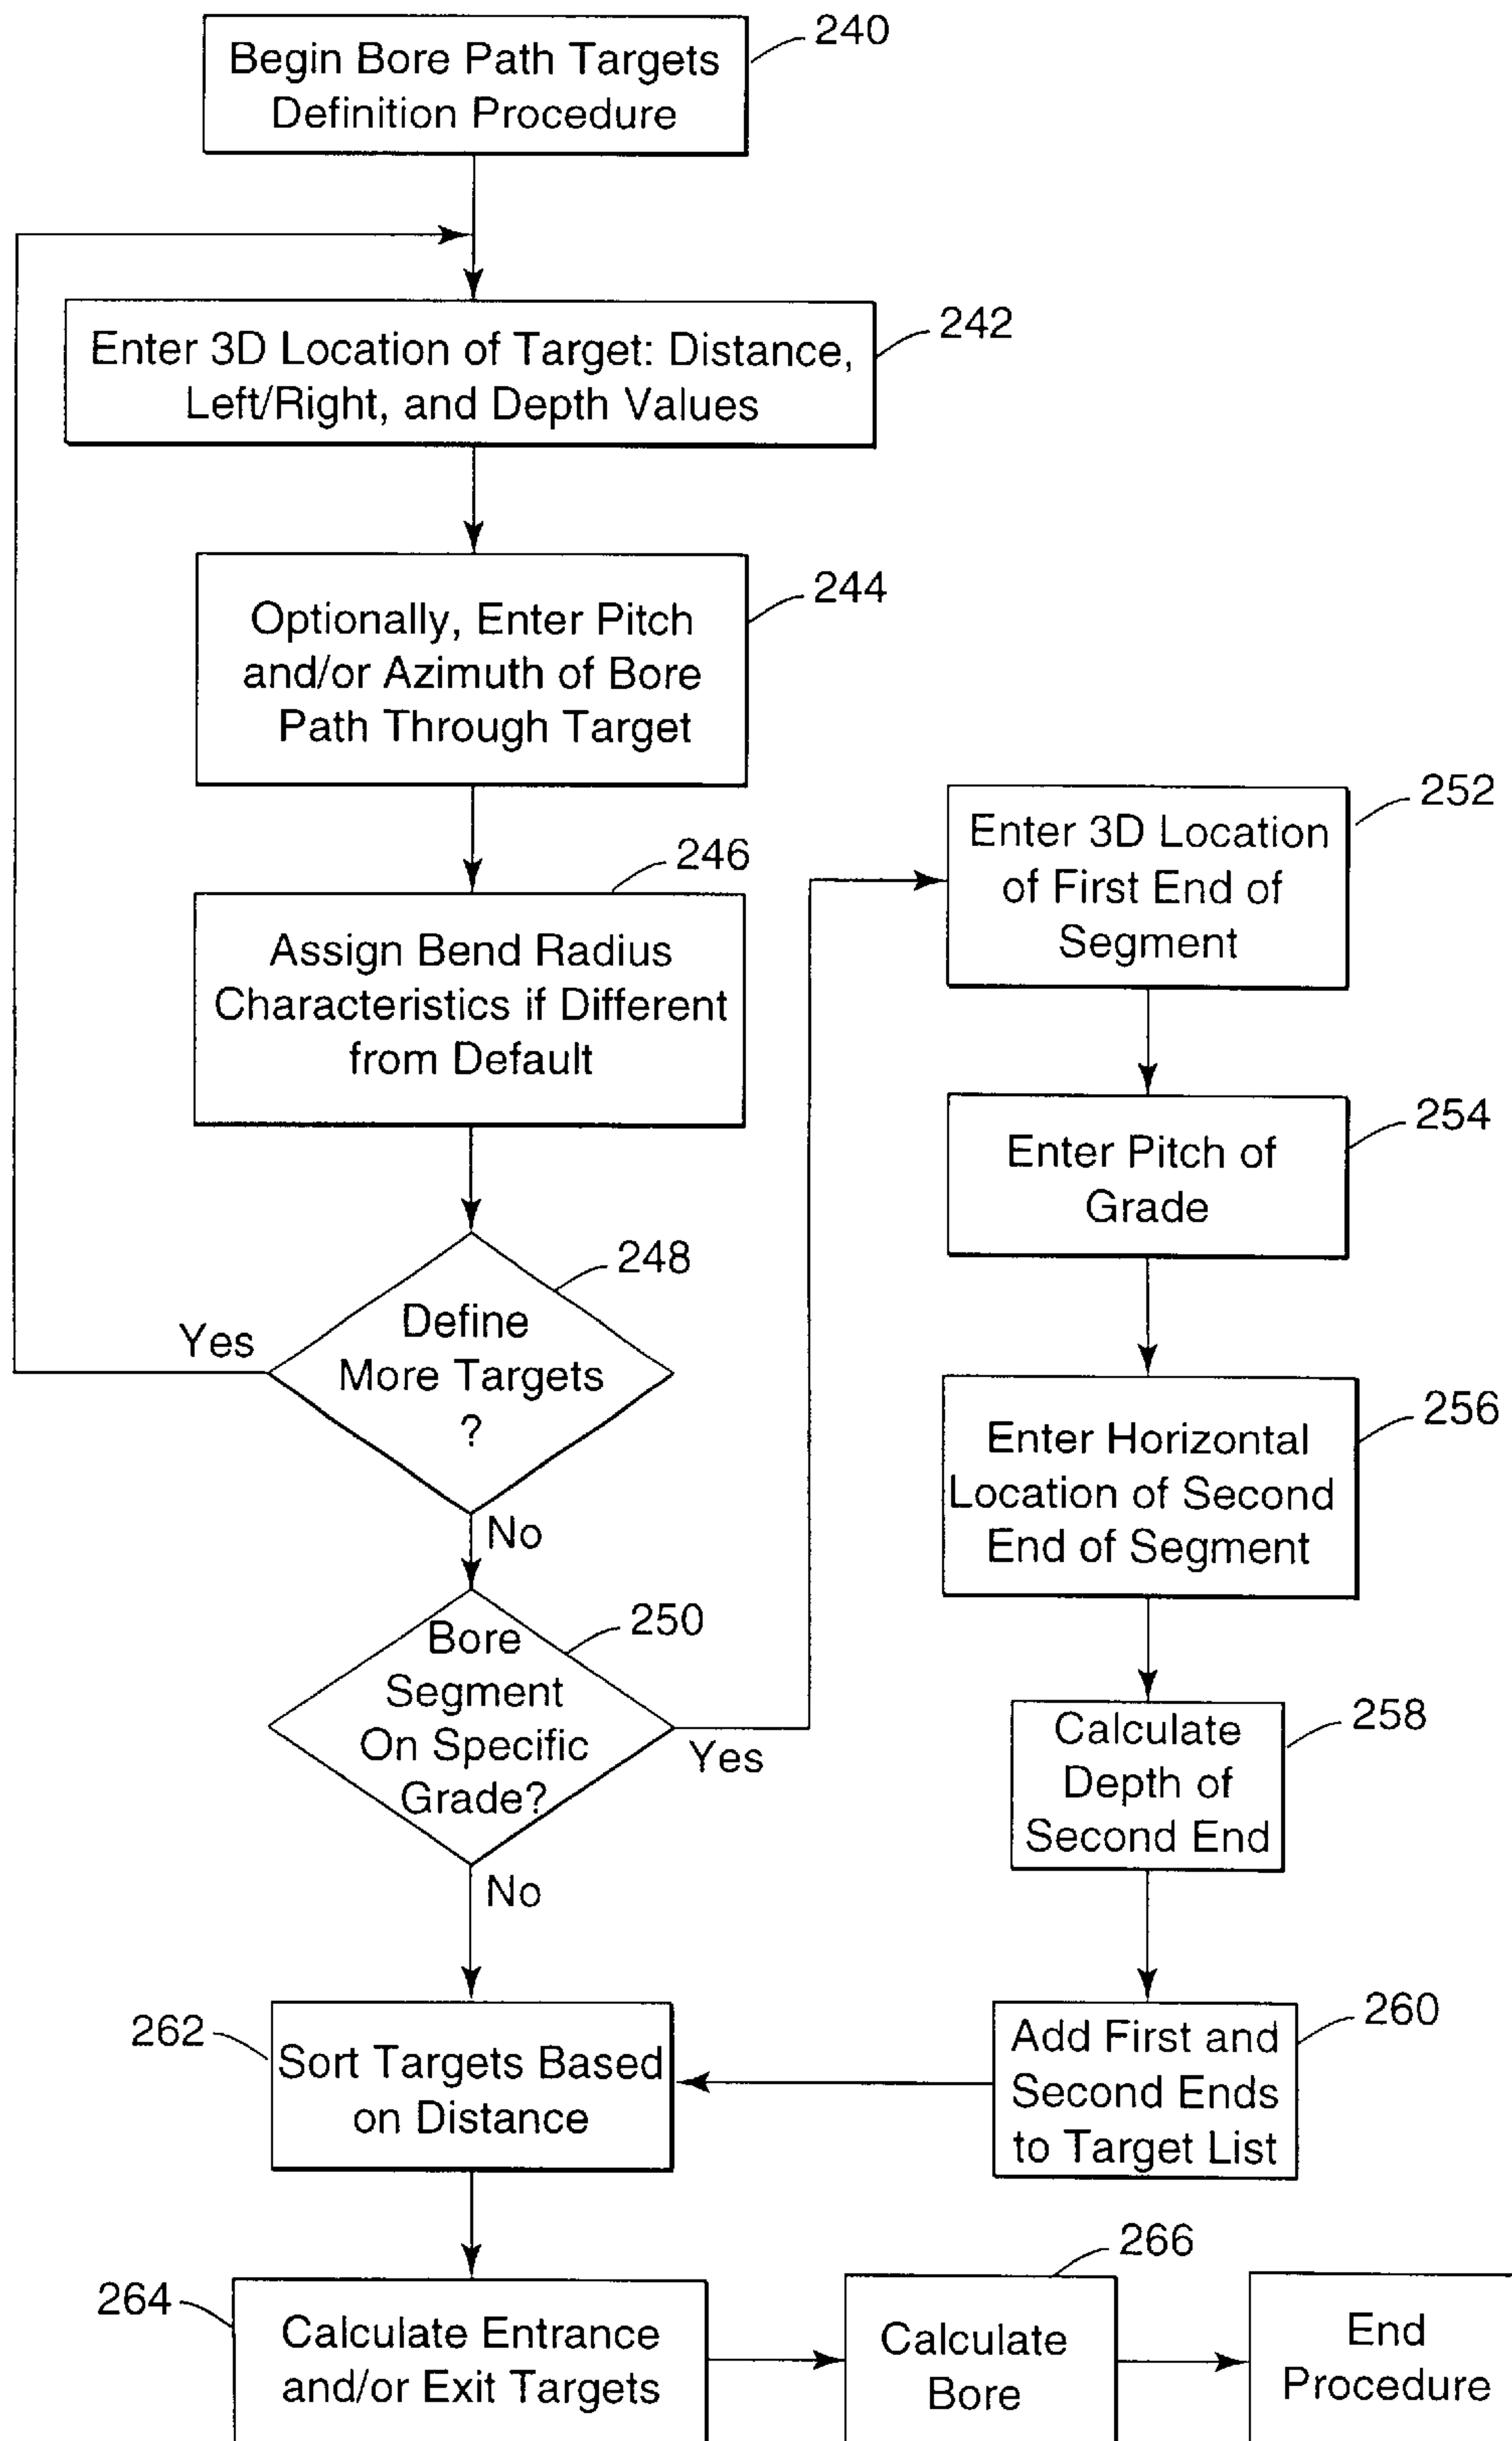 240
Begin Bore Path Targets
Definition Procedure
242
Enter 3D Location of Target: Distance,
Left/Right, and Depth Values
244
Optionally, Enter Pitch
and/or Azimuth of Bore
Path Through Target
246
Assign Bend Radius
Characteristics if Different
from Default
248
Define
More Targets
?
Yes
No
250
Bore
Segment
On Specific
Grade?
Yes
No
252
Enter 3D Location
of First End of
Segment
254
Enter Pitch of
Grade
256
Enter Horizontal
Location of Second
End of Segment
258
Calculate
Depth of
Second End
260
Add First and
Second Ends
to Target List
262
Sort Targets Based
on Distance
264
Calculate Entrance
and/or Exit Targets
266
Calculate
Bore
End
Procedure